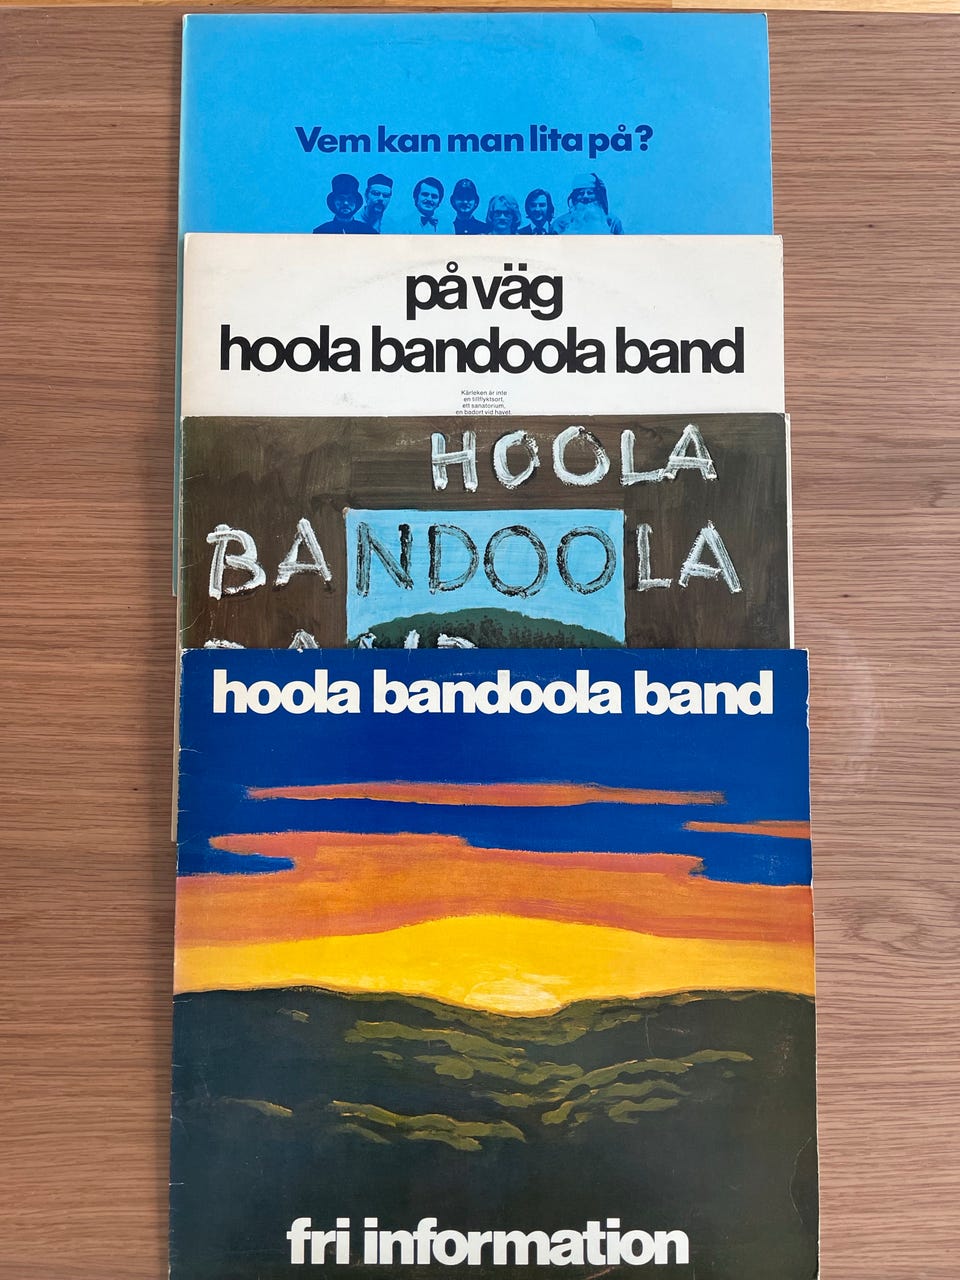 Vem kan man lita på?
på väg
hoola bandoola band
Kärleken är inte
en tillflyktsort,
ett sanatorium,
en badort vid havet.
HOOLA
BANDOOLA
BAND
hoola bandoola band
fri information